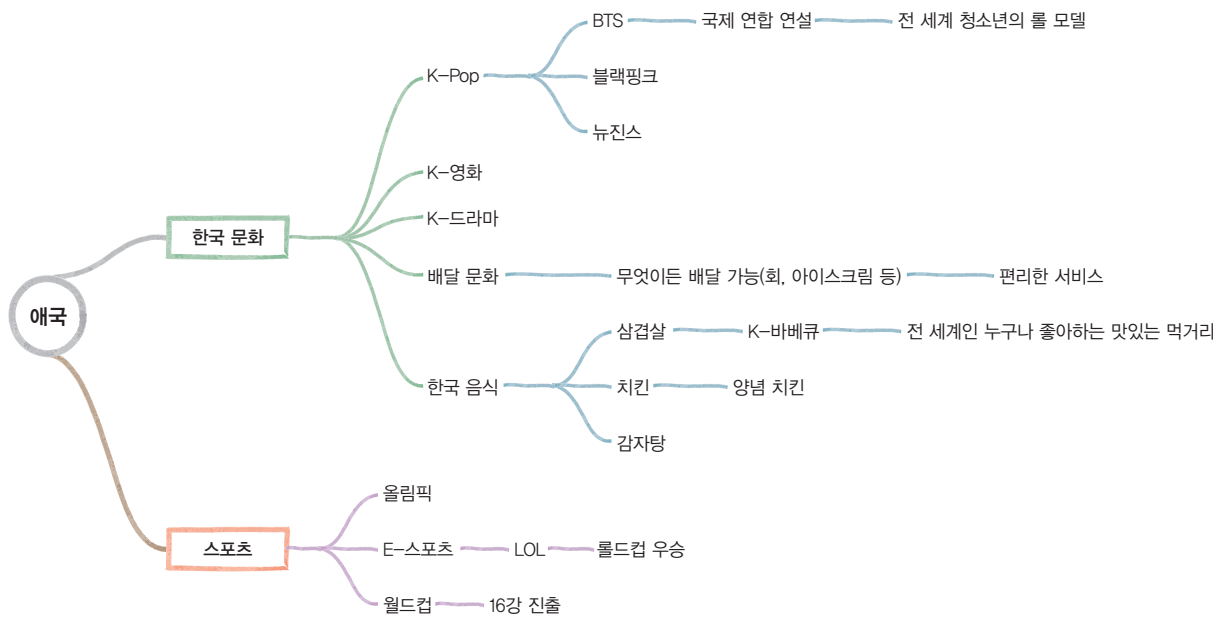 애국
한국 문화
K-Pop
BTS
국제 연합 연설
전 세계 청소년의 롤 모델
블랙핑크
뉴진스
K-영화
K-드라마
배달 문화
무엇이든 배달 가능(회, 아이스크림 등)
편리한 서비스
한국 음식
삼겹살
K-바베큐
전 세계인 누구나 좋아하는 맛있는 먹거리
치킨
양념 치킨
감자탕
스포츠
올림픽
E-스포츠
LOL
롤드컵 우승
월드컵
16강 진출